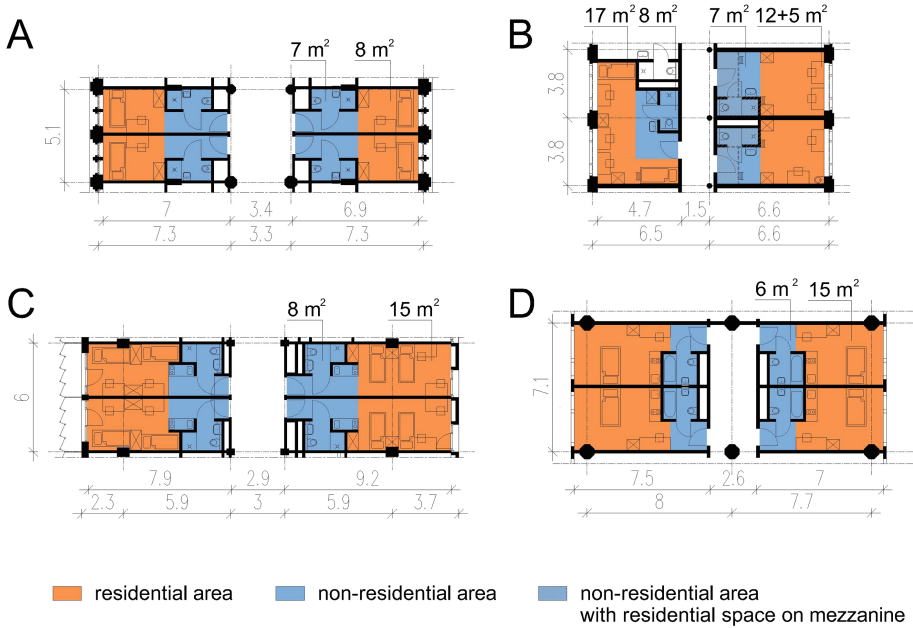 A
7 m²
8 m²
5.1
7
3.4
6.9
7.3
3.3
7.3
B
17 m²
8 m²
7 m²
12+5 m²
3.8
3.8
4.7
1.5
6.6
6.5
6.6
C
8 m²
15 m²
6
7.9
2.9
9.2
2.3
5.9
3
5.9
3.7
D
6 m²
15 m²
7.1
7.5
2.6
7
8
7.7
residential area
non-residential area
non-residential area
with residential space on mezzanine